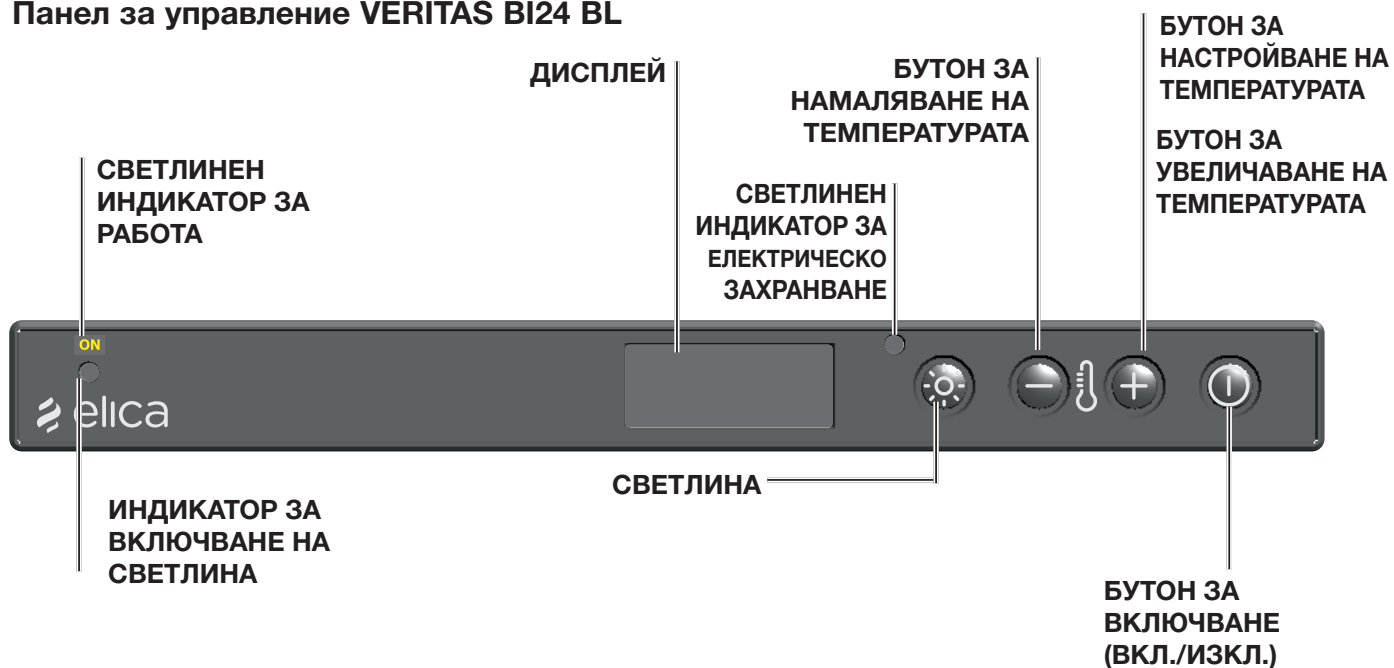 Панел за управление VERITAS BI24 BL
ДИСПЛЕЙ
БУТОН ЗА
НАМАЛЯВАНЕ НА
ТЕМПЕРАТУРАТА
БУТОН ЗА
НАСТРОЙВАНЕ НА
ТЕМПЕРАТУРАТА
БУТОН ЗА
УВЕЛИЧАВАНЕ НА
ТЕМПЕРАТУРАТА
СВЕТЛИНЕН
ИНДИКАТОР ЗА
РАБОТА
СВЕТЛИНЕН
ИНДИКАТОР ЗА
ЕЛЕКТРИЧЕСКО
ЗАХРАНВАНЕ
ON
elica
СВЕТЛИНА
ИНДИКАТОР ЗА
ВКЛЮЧВАНЕ НА
СВЕТЛИНА
БУТОН ЗА
ВКЛЮЧВАНЕ
(ВКЛ./ИЗКЛ.)